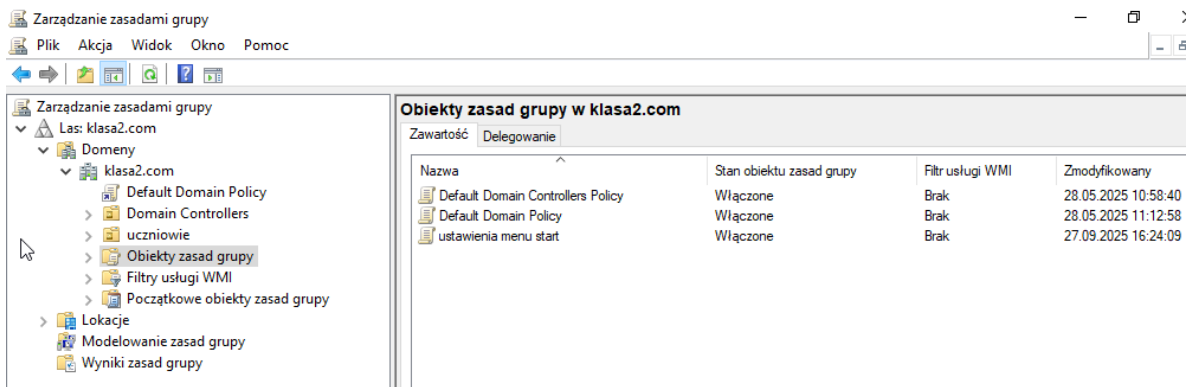 Zarządzanie zasadami grupy
Plik Akcja Widok Okno Pomoc
Zarządzanie zasadami grupy
Las: klasa2.com
Domeny
klasa2.com
Default Domain Policy
Domain Controllers
uczniowie
Obiekty zasad grupy
Filtry usługi WMI
Początkowe obiekty zasad grupy
Lokacje
Modelowanie zasad grupy
Wyniki zasad grupy
Obiekty zasad grupy w klasa2.com
Zawartość Delegowanie
Nazwa Stan obiektu zasad grupy Filtr usługi WMI Zmodyfikowany
Default Domain Controllers Policy Włączone Brak 28.05.2025 10:58:40
Default Domain Policy Włączone Brak 28.05.2025 11:12:58
ustawienia menu start Włączone Brak 27.09.2025 16:24:09